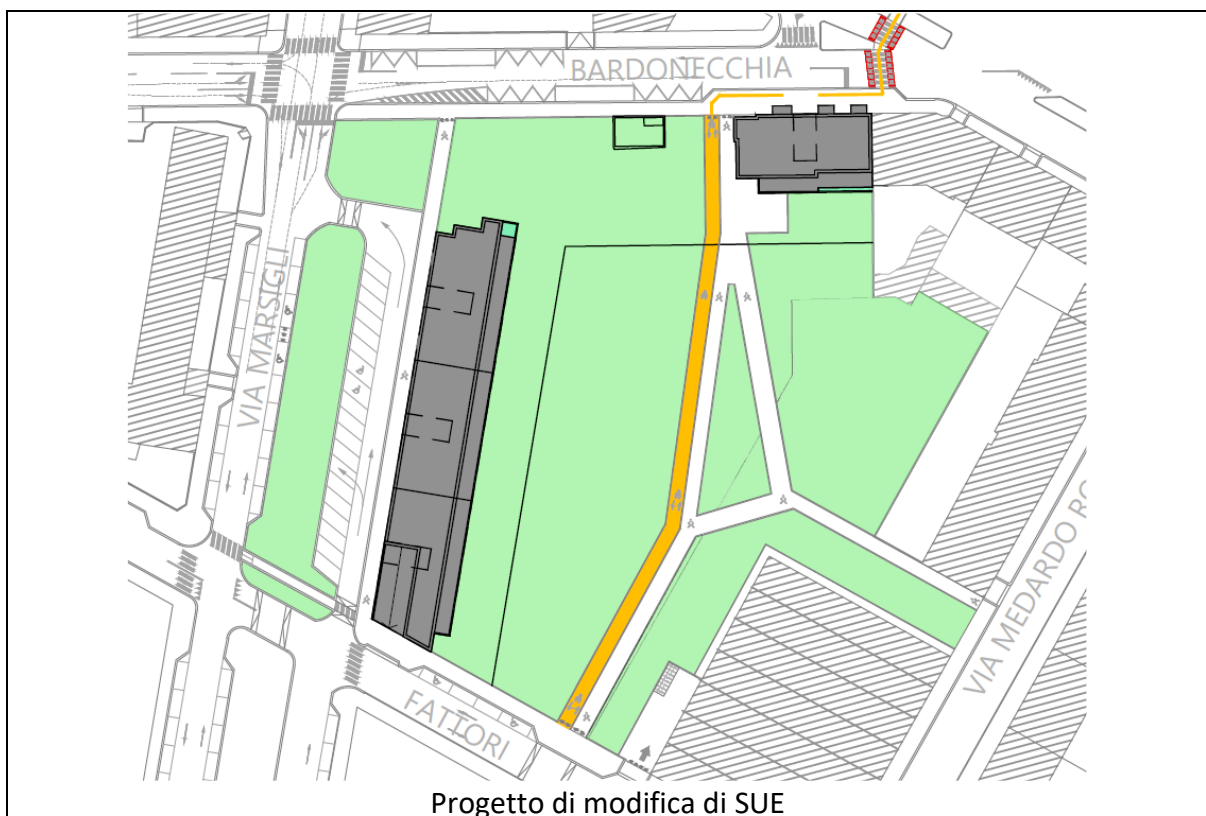 BARDONECCHIA
VIA MARSIGLI
VIA MEDARDO RO
FATTORI
Progetto di modifica di SUE